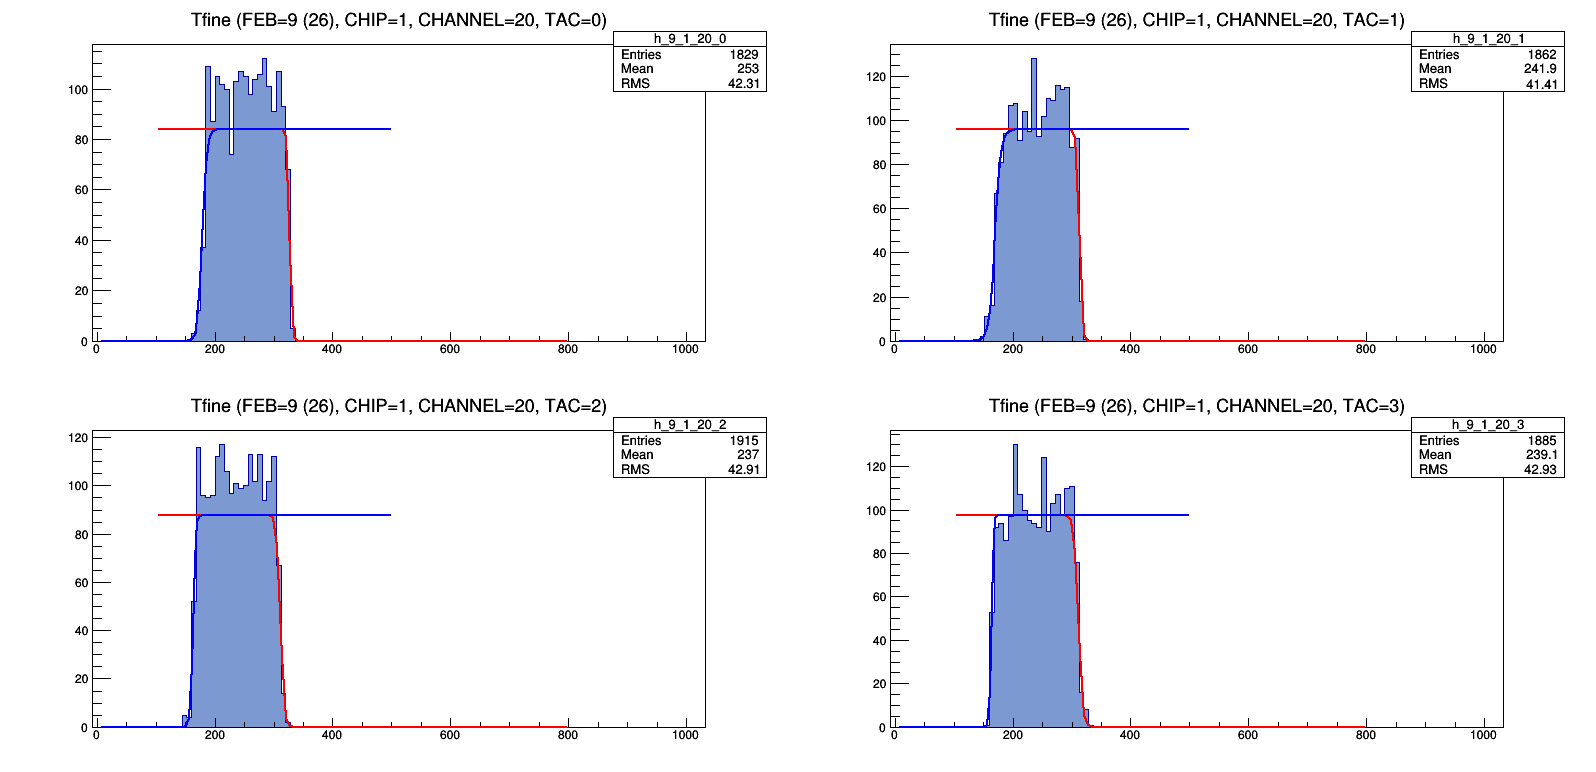 Tfine (FEB=9 (26), CHIP=1, CHANNEL=20, TAC=0)
h_9_1_20_0
Entries 1829
Mean 253
RMS 42.31
100
80
60
40
20
0
0 200 400 600 800 1000
Tfine (FEB=9 (26), CHIP=1, CHANNEL=20, TAC=1)
h_9_1_20_1
Entries 1862
Mean 241.9
RMS 41.41
120
100
80
60
40
20
0
0 200 400 600 800 1000
Tfine (FEB=9 (26), CHIP=1, CHANNEL=20, TAC=2)
h_9_1_20_2
Entries 1915
Mean 237
RMS 42.91
120
100
80
60
40
20
0
0 200 400 600 800 1000
Tfine (FEB=9 (26), CHIP=1, CHANNEL=20, TAC=3)
h_9_1_20_3
Entries 1885
Mean 239.1
RMS 42.93
120
100
80
60
40
20
0
0 200 400 600 800 1000